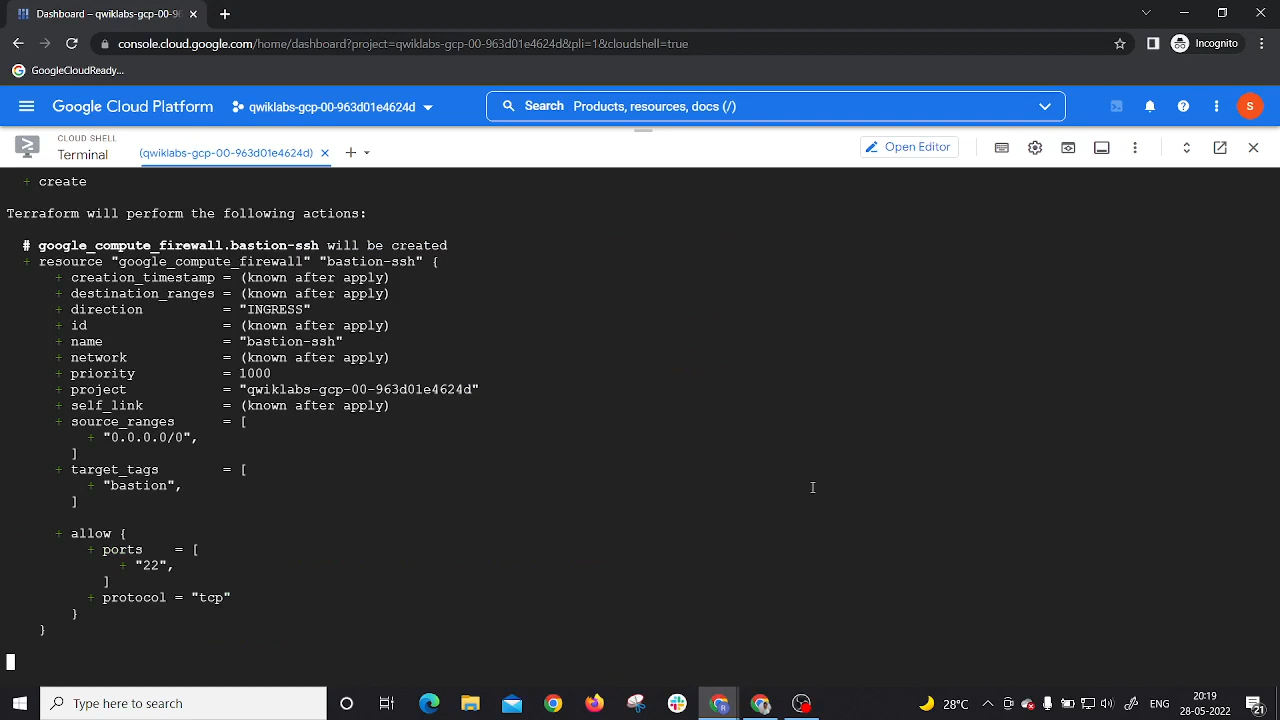 Dashboard – qwiklabs-gcp-00-96
console.cloud.google.com/home/dashboard?project=qwiklabs-gcp-00-963d01e4624d&pli=1&cloudshell=true
Incognito
GoogleCloudReady...
Google Cloud Platform
qwiklabs-gcp-00-963d01e4624d
Search Products, resources, docs (/)
S
CLOUD SHELL
Terminal
(qwiklabs-gcp-00-963d01e4624d)
Open Editor
+ create
Terraform will perform the following actions:
# google_compute_firewall.bastion-ssh will be created
+ resource "google_compute_firewall" "bastion-ssh" {
+ creation_timestamp = (known after apply)
+ destination_ranges = (known after apply)
+ direction = "INGRESS"
+ id = (known after apply)
+ name = "bastion-ssh"
+ network = (known after apply)
+ priority = 1000
+ project = "qwiklabs-gcp-00-963d01e4624d"
+ self_link = (known after apply)
+ source_ranges = [
+ "0.0.0.0/0",
]
+ target_tags = [
+ "bastion",
]
+ allow {
+ ports = [
+ "22",
]
+ protocol = "tcp"
}
}
Type here to search
28°C
ENG
20:19
28-05-2022
21